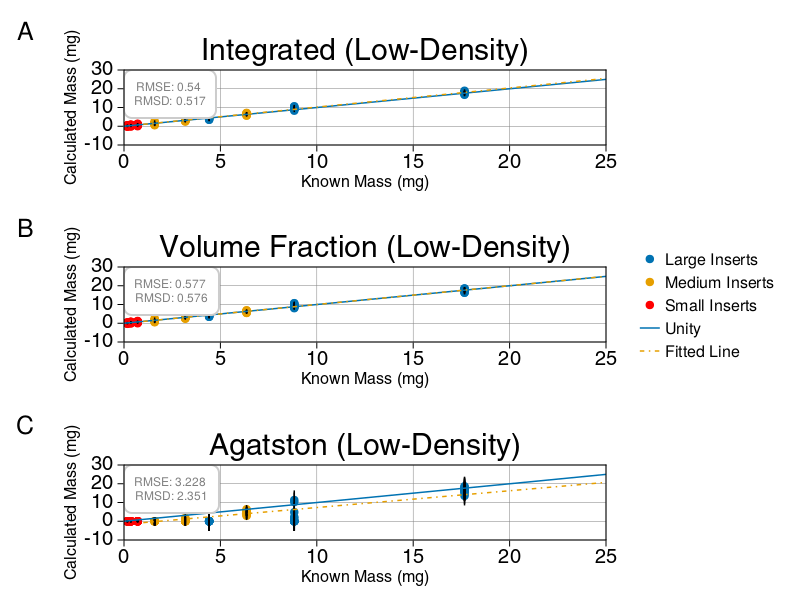 A
Integrated (Low-Density)
Calculated Mass (mg)
30
20
10
0
-10
RMSE: 0.54
RMSD: 0.517
0 5 10 15 20 25
Known Mass (mg)
B
Volume Fraction (Low-Density)
Calculated Mass (mg)
30
20
10
0
-10
RMSE: 0.577
RMSD: 0.576
0 5 10 15 20 25
Known Mass (mg)
Large Inserts
Medium Inserts
Small Inserts
Unity
Fitted Line
C
Agatston (Low-Density)
Calculated Mass (mg)
30
20
10
0
-10
RMSE: 3.228
RMSD: 2.351
0 5 10 15 20 25
Known Mass (mg)